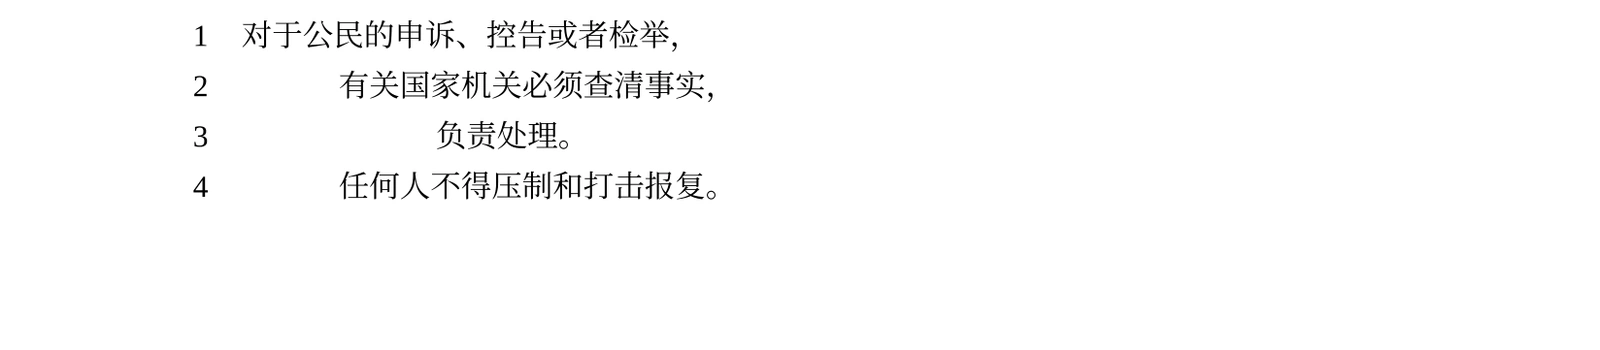 1 对于公民的申诉、控告或者检举，
2 有关国家机关必须查清事实，
3 负责处理。
4 任何人不得压制和打击报复。